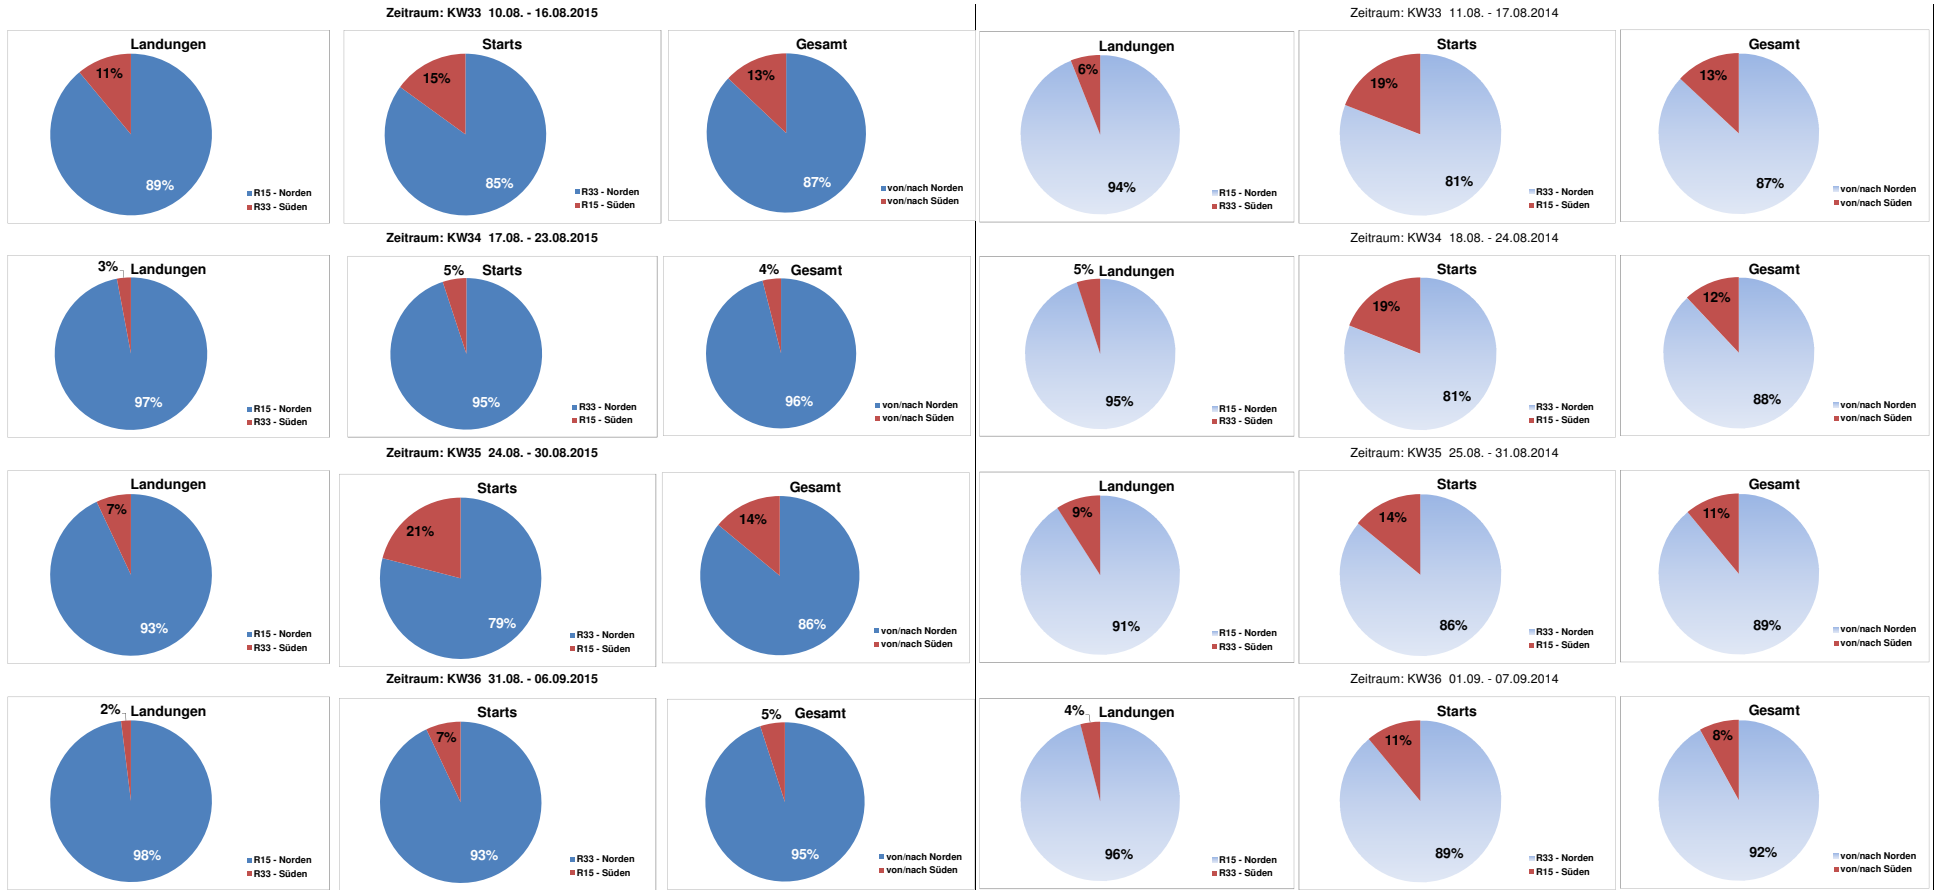 Zeitraum: KW33  10.08. - 16.08.2015
Landungen
11%
89%
R15 - Norden
R33 - Süden
Starts
15%
85%
R33 - Norden
R15 - Süden
Gesamt
13%
87%
von/nach Norden
von/nach Süden
Zeitraum: KW33  11.08. - 17.08.2014
Landungen
6%
94%
R15 - Norden
R33 - Süden
Starts
19%
81%
R33 - Norden
R15 - Süden
Gesamt
13%
87%
von/nach Norden
von/nach Süden
Zeitraum: KW34  17.08. - 23.08.2015
3%
Landungen
97%
R15 - Norden
R33 - Süden
5%
Starts
95%
R33 - Norden
R15 - Süden
4%
Gesamt
96%
von/nach Norden
von/nach Süden
Zeitraum: KW34  18.08. - 24.08.2014
5%
Landungen
95%
R15 - Norden
R33 - Süden
Starts
19%
81%
R33 - Norden
R15 - Süden
Gesamt
12%
88%
von/nach Norden
von/nach Süden
Zeitraum: KW35  24.08. - 30.08.2015
Landungen
7%
93%
R15 - Norden
R33 - Süden
Starts
21%
79%
R33 - Norden
R15 - Süden
Gesamt
14%
86%
von/nach Norden
von/nach Süden
Zeitraum: KW35  25.08. - 31.08.2014
Landungen
9%
91%
R15 - Norden
R33 - Süden
Starts
14%
86%
R33 - Norden
R15 - Süden
Gesamt
11%
89%
von/nach Norden
von/nach Süden
Zeitraum: KW36  31.08. - 06.09.2015
2%
Landungen
98%
R15 - Norden
R33 - Süden
Starts
7%
93%
R33 - Norden
R15 - Süden
5%
Gesamt
95%
von/nach Norden
von/nach Süden
Zeitraum: KW36  01.09. - 07.09.2014
4%
Landungen
96%
R15 - Norden
R33 - Süden
Starts
11%
89%
R33 - Norden
R15 - Süden
Gesamt
8%
92%
von/nach Norden
von/nach Süden